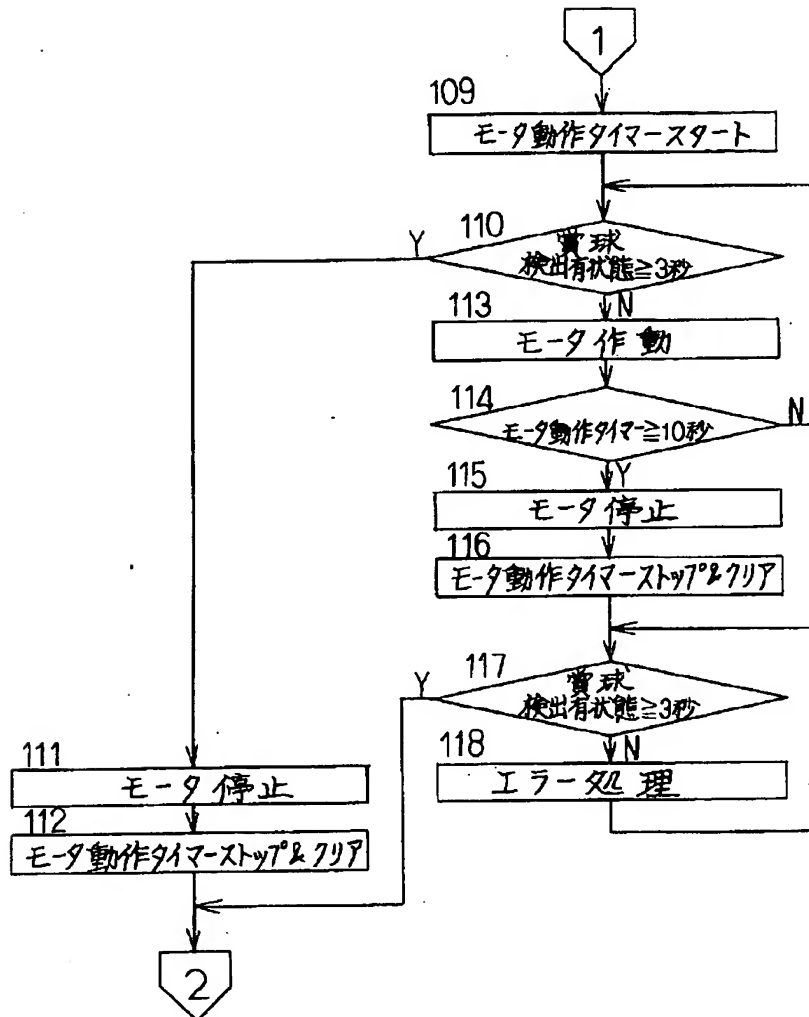 1
109
モータ動作タイマースタート
110
Y
賞球
検出有状態≧3秒
N
113
モータ作動
114
モータ動作タイマー≧10秒
N
Y
115
モータ停止
116
モータ動作タイマーストップ&クリア
117
Y
賞球
検出有状態≧3秒
N
118
エラー処理
111
モータ停止
112
モータ動作タイマーストップ&クリア
2